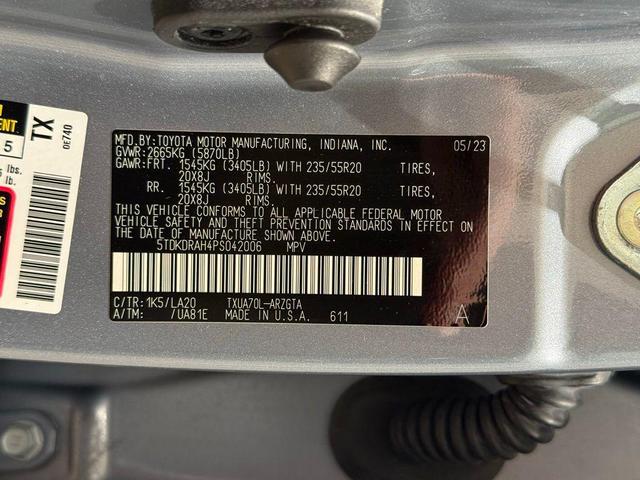 ENT.
5
TX
0E740
lbs.
lb.
MFD.BY:TOYOTA MOTOR MANUFACTURING, INDIANA, INC. 05/23
GVWR:2665KG (5870LB)
GAWR:FRT. 1545KG (3405LB) WITH 235/55R20 TIRES,
20X8J RIMS.
RR. 1545KG (3405LB) WITH 235/55R20 TIRES,
20X8J RIMS.
THIS VEHICLE CONFORMS TO ALL APPLICABLE FEDERAL MOTOR
VEHICLE SAFETY AND THEFT PREVENTION STANDARDS IN EFFECT ON
THE DATE OF MANUFACTURE SHOWN ABOVE.
5TDKDRAH4PS042006 MPV
C/TR:1K5/LA20 TXUA70L-ARZGTA
A/TM: /UA81E MADE IN U.S.A. 611
A